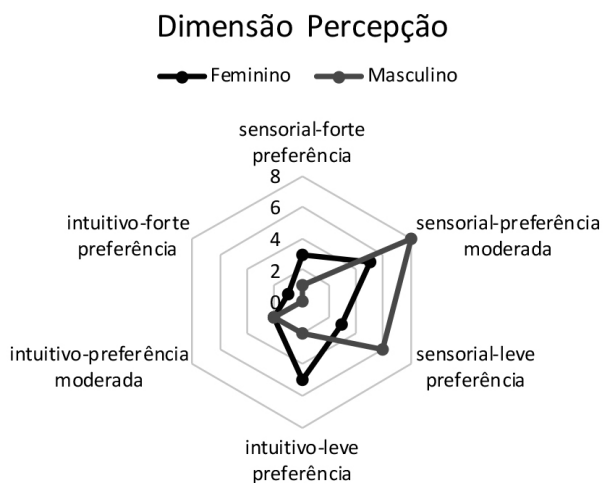 Dimensão Percepção
Feminino
Masculino
sensorial-forte
preferência
8
6
4
2
0
sensorial-preferência
moderada
sensorial-leve
preferência
intuitivo-leve
preferência
intuitivo-preferência
moderada
intuitivo-forte
preferência